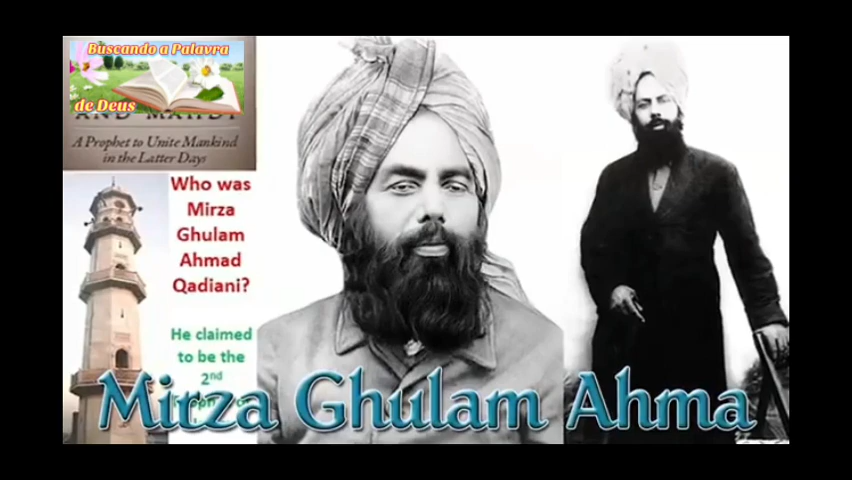 Buscando a Palavra
de Deus
A Prophet to Unite Mankind
in the Latter Days
Who was
Mirza
Ghulam
Ahmad
Qadiani?
He claimed
to be the
2nd
Mirza Ghulam Ahma